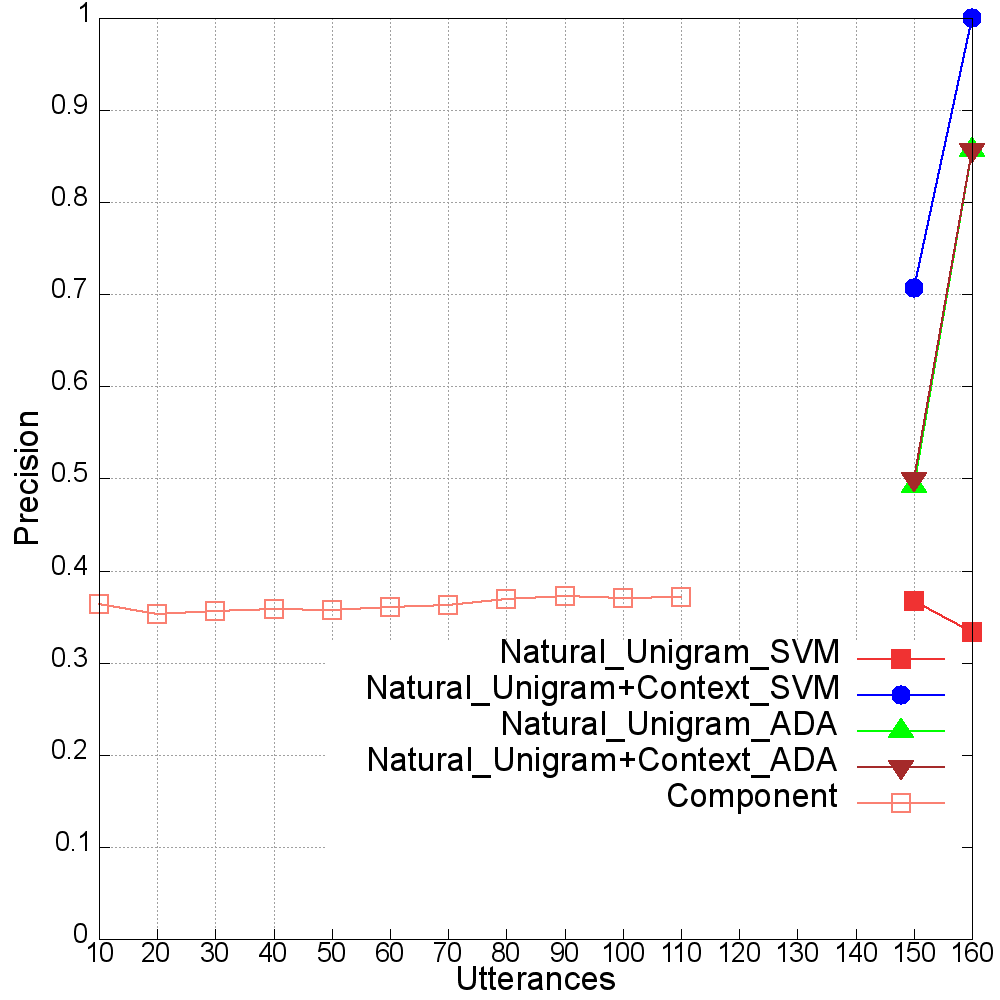 1
0.9
0.8
0.7
0.6
0.5
0.4
0.3
0.2
0.1
0
Precision
Natural_Unigram_SVM
Natural_Unigram+Context_SVM
Natural_Unigram_ADA
Natural_Unigram+Context_ADA
Component
10 20 30 40 50 60 70 80 90 100 110 120 130 140 150 160
Utterances